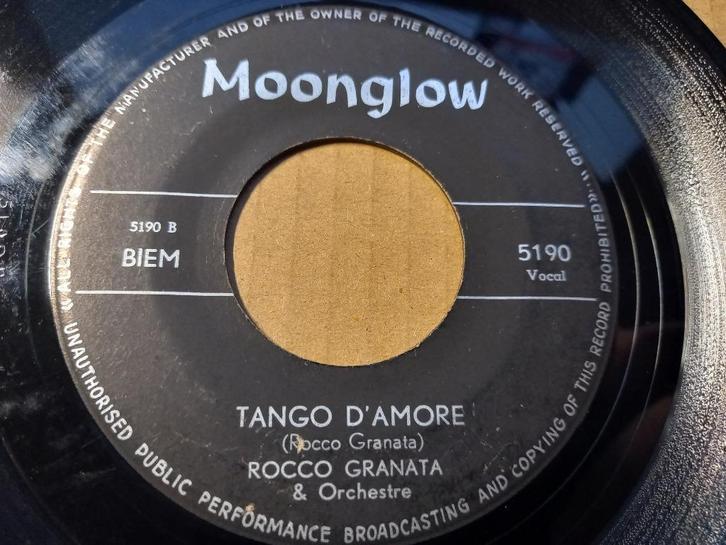 « ALL RIGHTS OF THE MANUFACTURER AND OF THE OWNER OF THE RECORDED WORK RESERVED
UNAUTHORISED PUBLIC PERFORMANCE BROADCASTING AND COPYING OF THIS RECORD PROHIBITED »
Moonglow
5190 B
BIEM
5190
Vocal
TANGO D'AMORE
(Rocco Granata)
ROCCO GRANATA
& Orchestre